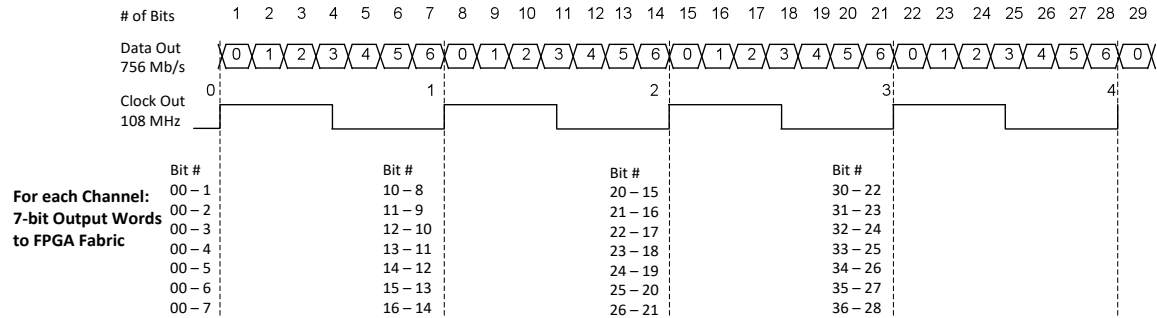 # of Bits 1 2 3 4 5 6 7 8 9 10 11 12 13 14 15 16 17 18 19 20 21 22 23 24 25 26 27 28 29
Data Out 0 1 2 3 4 5 6 0 1 2 3 4 5 6 0 1 2 3 4 5 6 0 1 2 3 4 5 6 0
756 Mb/s
0 1 2 3 4
Clock Out
108 MHz
For each Channel:
7-bit Output Words
to FPGA Fabric
Bit #
00 – 1
00 – 2
00 – 3
00 – 4
00 – 5
00 – 6
00 – 7
Bit #
10 – 8
11 – 9
12 – 10
13 – 11
14 – 12
15 – 13
16 – 14
Bit #
20 – 15
21 – 16
22 – 17
23 – 18
24 – 19
25 – 20
26 – 21
Bit #
30 – 22
31 – 23
32 – 24
33 – 25
34 – 26
35 – 27
36 – 28